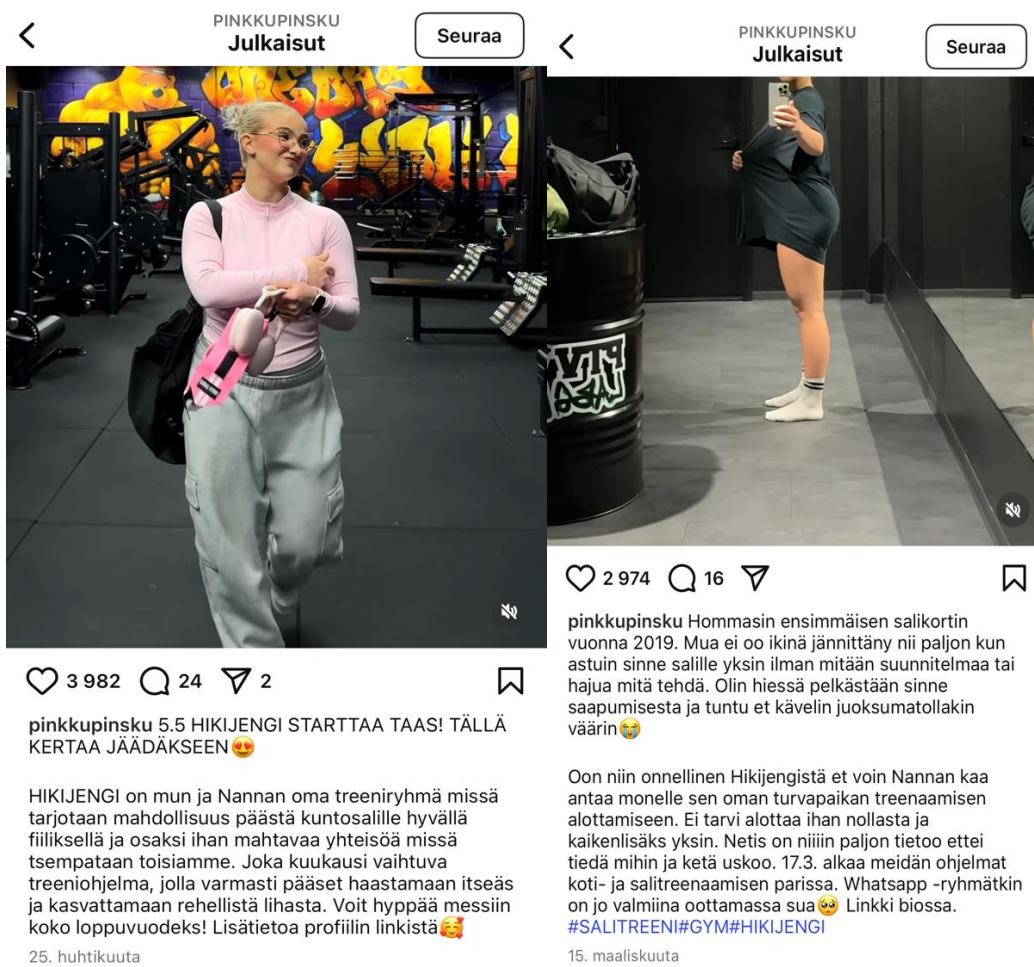 PINKKUPINSKU
Julkaisut
Seuraa
3 982
24
2
pinkkupinsku 5.5 HIKIJENGI STARTTAA TAAS! TÄLLÄ
KERTAA JÄÄDÄKSEEN😍
HIKIJENGI on mun ja Nannan oma treeniryhmä missä
tarjotaan mahdollisuus päästä kuntosalille hyvällä
fiiliksellä ja osaksi ihan mahtavaa yhteisöä missä
tsempataan toisiamme. Joka kuukausi vaihtuva
treeniohjelma, jolla varmasti pääset haastamaan itseäs
ja kasvattamaan rehellistä lihasta. Voit hyppää messiin
koko loppuvuodeks! Lisätietoa profiilin linkistä🥰
25. huhtikuuta
PINKKUPINSKU
Julkaisut
Seuraa
2 974
16
pinkkupinsku Hommasin ensimmäisen salikortin
vuonna 2019. Mua ei oo ikinä jännittäny nii paljon kun
astuin sinne salille yksin ilman mitään suunnitelmaa tai
hajua mitä tehdä. Olin hiessä pelkästään sinne
saapumisesta ja tuntu et kävelin juoksumatollakin
väärin😭
Oon niin onnellinen Hikijengistä et voin Nannan kaa
antaa monelle sen oman turvapaikan treenaamisen
alottamiseen. Ei tarvi alottaa ihan nollasta ja
kaikenlisäks yksin. Netis on niiiin paljon tietoo ettei
tiedä mihin ja ketä uskoo. 17.3. alkaa meidän ohjelmat
koti- ja salitreenaamisen parissa. Whatsapp -ryhmätkin
on jo valmiina oottamassa sua🥺 Linkki biossa.
#SALITREENI#GYM#HIKIJENGI
15. maaliskuuta